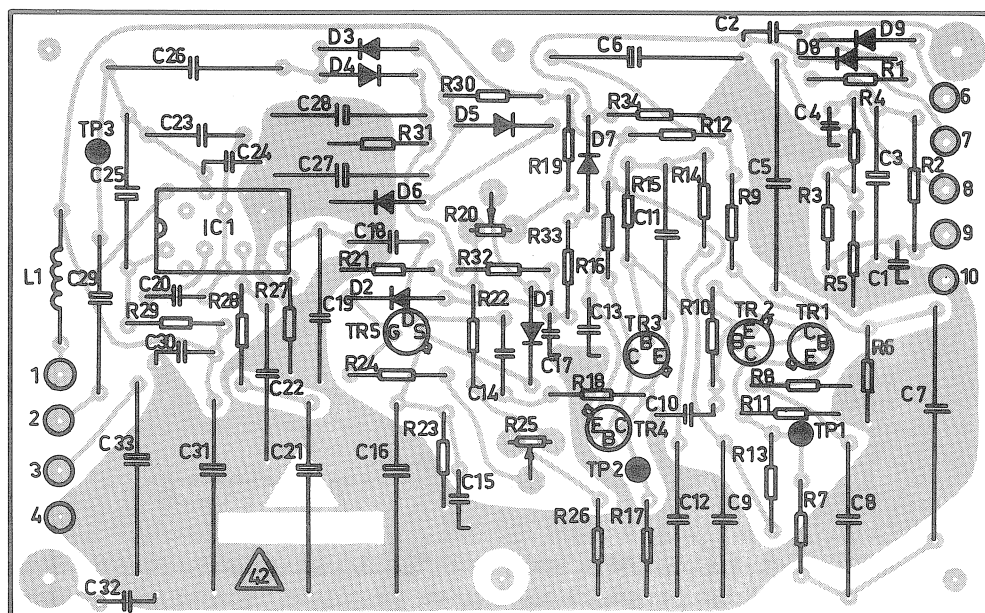 C2
D3
C6
D9
D8
C26
D4
R1
R30
6
C28
R34
C4
R4
TP3
C23
D5
D7
R12
7
R31
R19
C24
C25
C27
C5
C3
R2
R15
R14
8
D6
R9
R3
IC1
R20
C11
L1
C18
R33
9
R21
R32
R16
C29
R5
C1
10
C20
R28
R27
D2
R22
D1
C13
R10
TR2
TR1
R29
C19
TR5
G
D
S
TR3
C
B
E
B
E
C
C
B
E
C30
C17
R6
1
R24
C14
R8
C22
R18
C7
2
C10
R11
C33
C31
C21
C16
R23
R25
E
B
C
TR4
TP1
R13
3
TP2
C15
4
R26
R17
C12
C9
R7
C8
42
C32